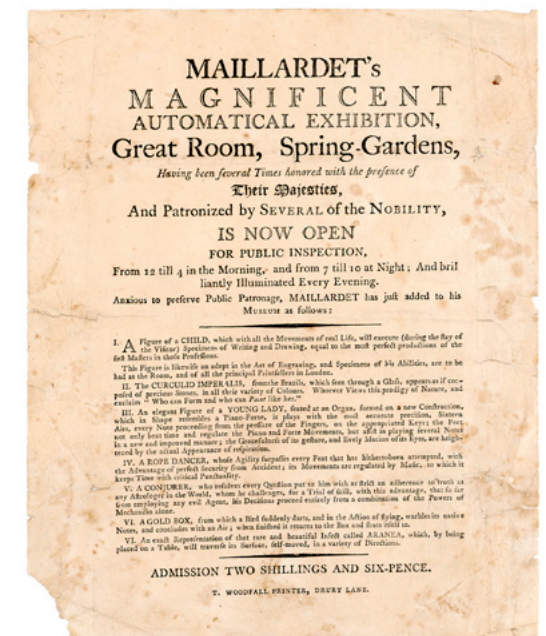 MAILLARDET's
MAGNIFICENT
AUTOMATICAL EXHIBITION,
Great Room, Spring-Gardens,
Having been ſeveral Times honored with the preſence of
Their Majeſties,
And Patronized by SEVERAL of the NOBILITY,
IS NOW OPEN
FOR PUBLIC INSPECTION,
From 12 till 4 in the Morning, and from 7 till 10 at Night; And bril
liantly Illuminated Every Evening.
Anxious to preſerve Public Patronage, MAILLARDET has juſt added to his
MUSEUM as follows:
I. A Figure of a CHILD, which with all the Movements of real Life, will execute (during the ſtay of
the Viſitor) Specimens of Writing and Drawing, equal to the moſt perfect productions of the
firſt Maſters in thoſe Profeſſions.
This Figure is likewiſe an adept in the Art of Engraving, and Specimens of his Abilities, are to be
had at the Room, and of all the principal Printſellers in London.
II. The CURCULIO IMPERALIS, from the Brazils, which ſeen through a Glaſs, appears as if com-
poſed of precious Stones, in all their variety of Colours. Whoever Views this prodigy of Nature, and
exclaim "Who can Form and who can Paint like her."
III. An elegant Figure of a YOUNG LADY, ſeated at an Organ, formed on a new Conſtruction,
which in Shape reſembles a Piano-Forte, it plays with the moſt accurate preciſion, Sixteen
Airs, every Note proceeding from the preſſure of the Fingers, on the appropriated Keys; the Feet
not only beat time and regulate the Piano and Forte Movements, but aſſiſt in playing ſeveral Notes
in a new and improved manner; the Gracefulneſs of its geſture, and lively Motion of its Eyes, are heigh-
tened by the actual Appearance of reſpiration.
IV. A ROPE DANCER, whoſe Agility ſurpaſſes every Feat that has hitherto been attempted, with
the Advantage of perfect Security from Accident; its Movements are regulated by Muſic, to which it
keeps Time with critical Punctuality.
V. A CONJURER, who reſolves every Queſtion put to him with as ſtrict an adherence to truth as
any Aſtrologer in the World, whom he challenges, for a Trial of ſkill, with this advantage, that ſo far
from employing any evil Agent, his Deciſions proceed entirely from a combination of the Powers of
Mechaniſm alone.
VI. A GOLD BOX, from which a Bird ſuddenly darts, and in the Action of flying, warbles its native
Notes, and concludes with an Air; when finiſhed it returns to the Box and ſhuts itſelf in.
VI. An exact Repreſentation of that rare and beautiful Inſect called ARANEA, which, by being
placed on a Table, will traverſe its Surface, ſelf-moved, in a variety of Directions.
ADMISSION TWO SHILLINGS AND SIX-PENCE.
T. WOODFALL PRINTER, DRURY LANE.